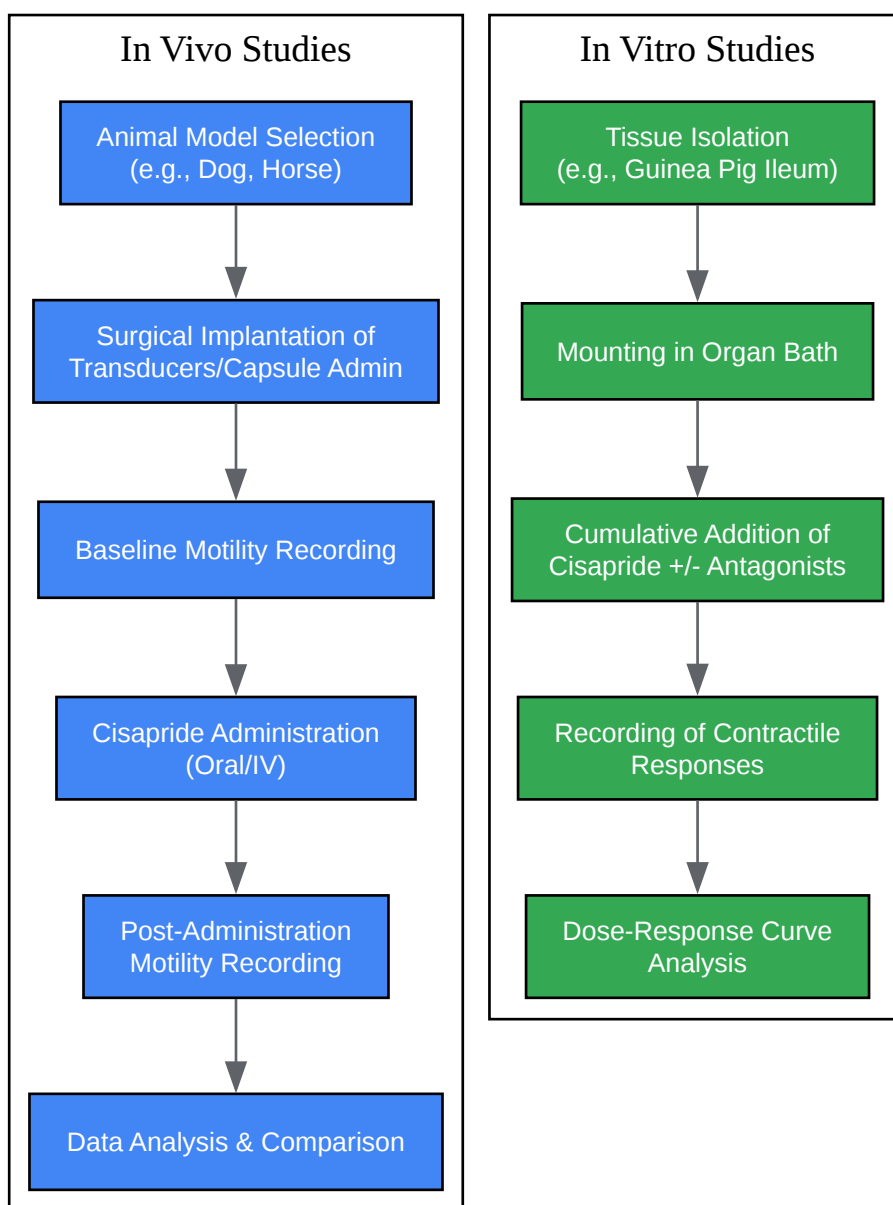 In Vivo Studies
Animal Model Selection
(e.g., Dog, Horse)
Surgical Implantation of
Transducers/Capsule Admin
Baseline Motility Recording
Cisapride Administration
(Oral/IV)
Post-Administration
Motility Recording
Data Analysis & Comparison
In Vitro Studies
Tissue Isolation
(e.g., Guinea Pig Ileum)
Mounting in Organ Bath
Cumulative Addition of
Cisapride +/- Antagonists
Recording of Contractile
Responses
Dose-Response Curve
Analysis